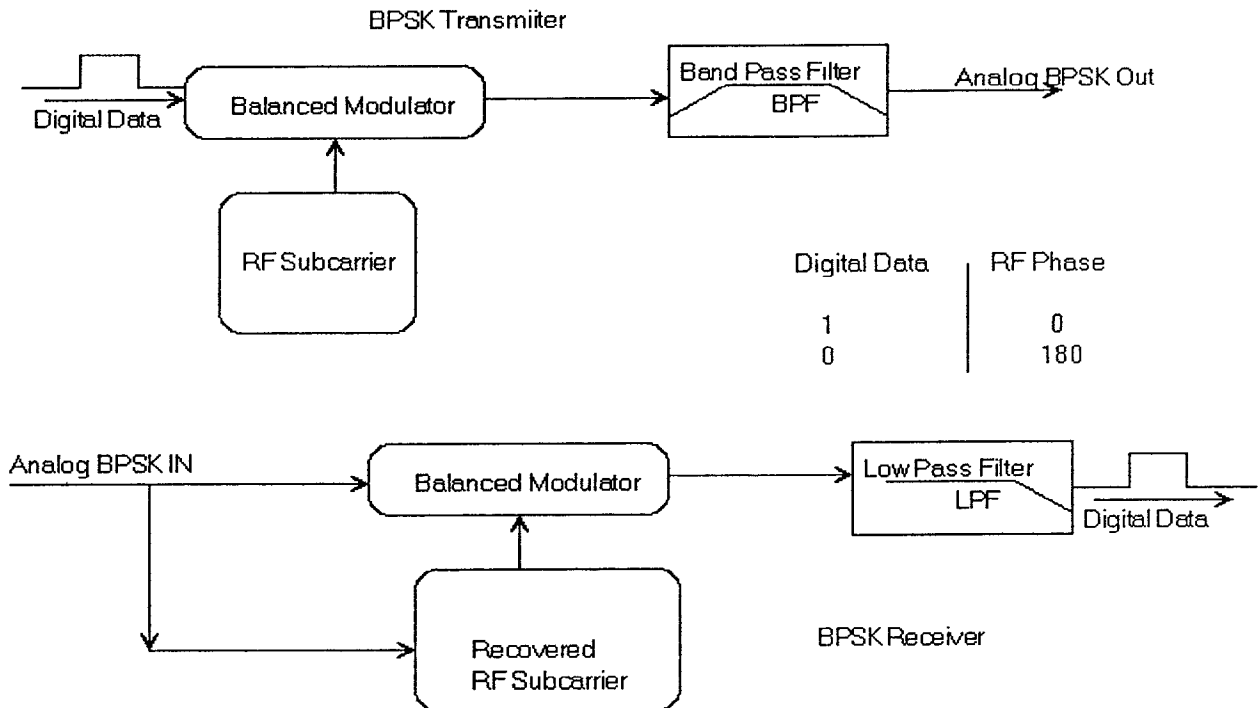 BPSK Transmiiter
Digital Data
Balanced Modulator
Band Pass Filter
BPF
Analog BPSK Out
RF Subcarrier
Digital Data RF Phase
1 0
0 180
Analog BPSK IN
Balanced Modulator
Low Pass Filter
LPF
Digital Data
Recovered
RF Subcarrier
BPSK Receiver